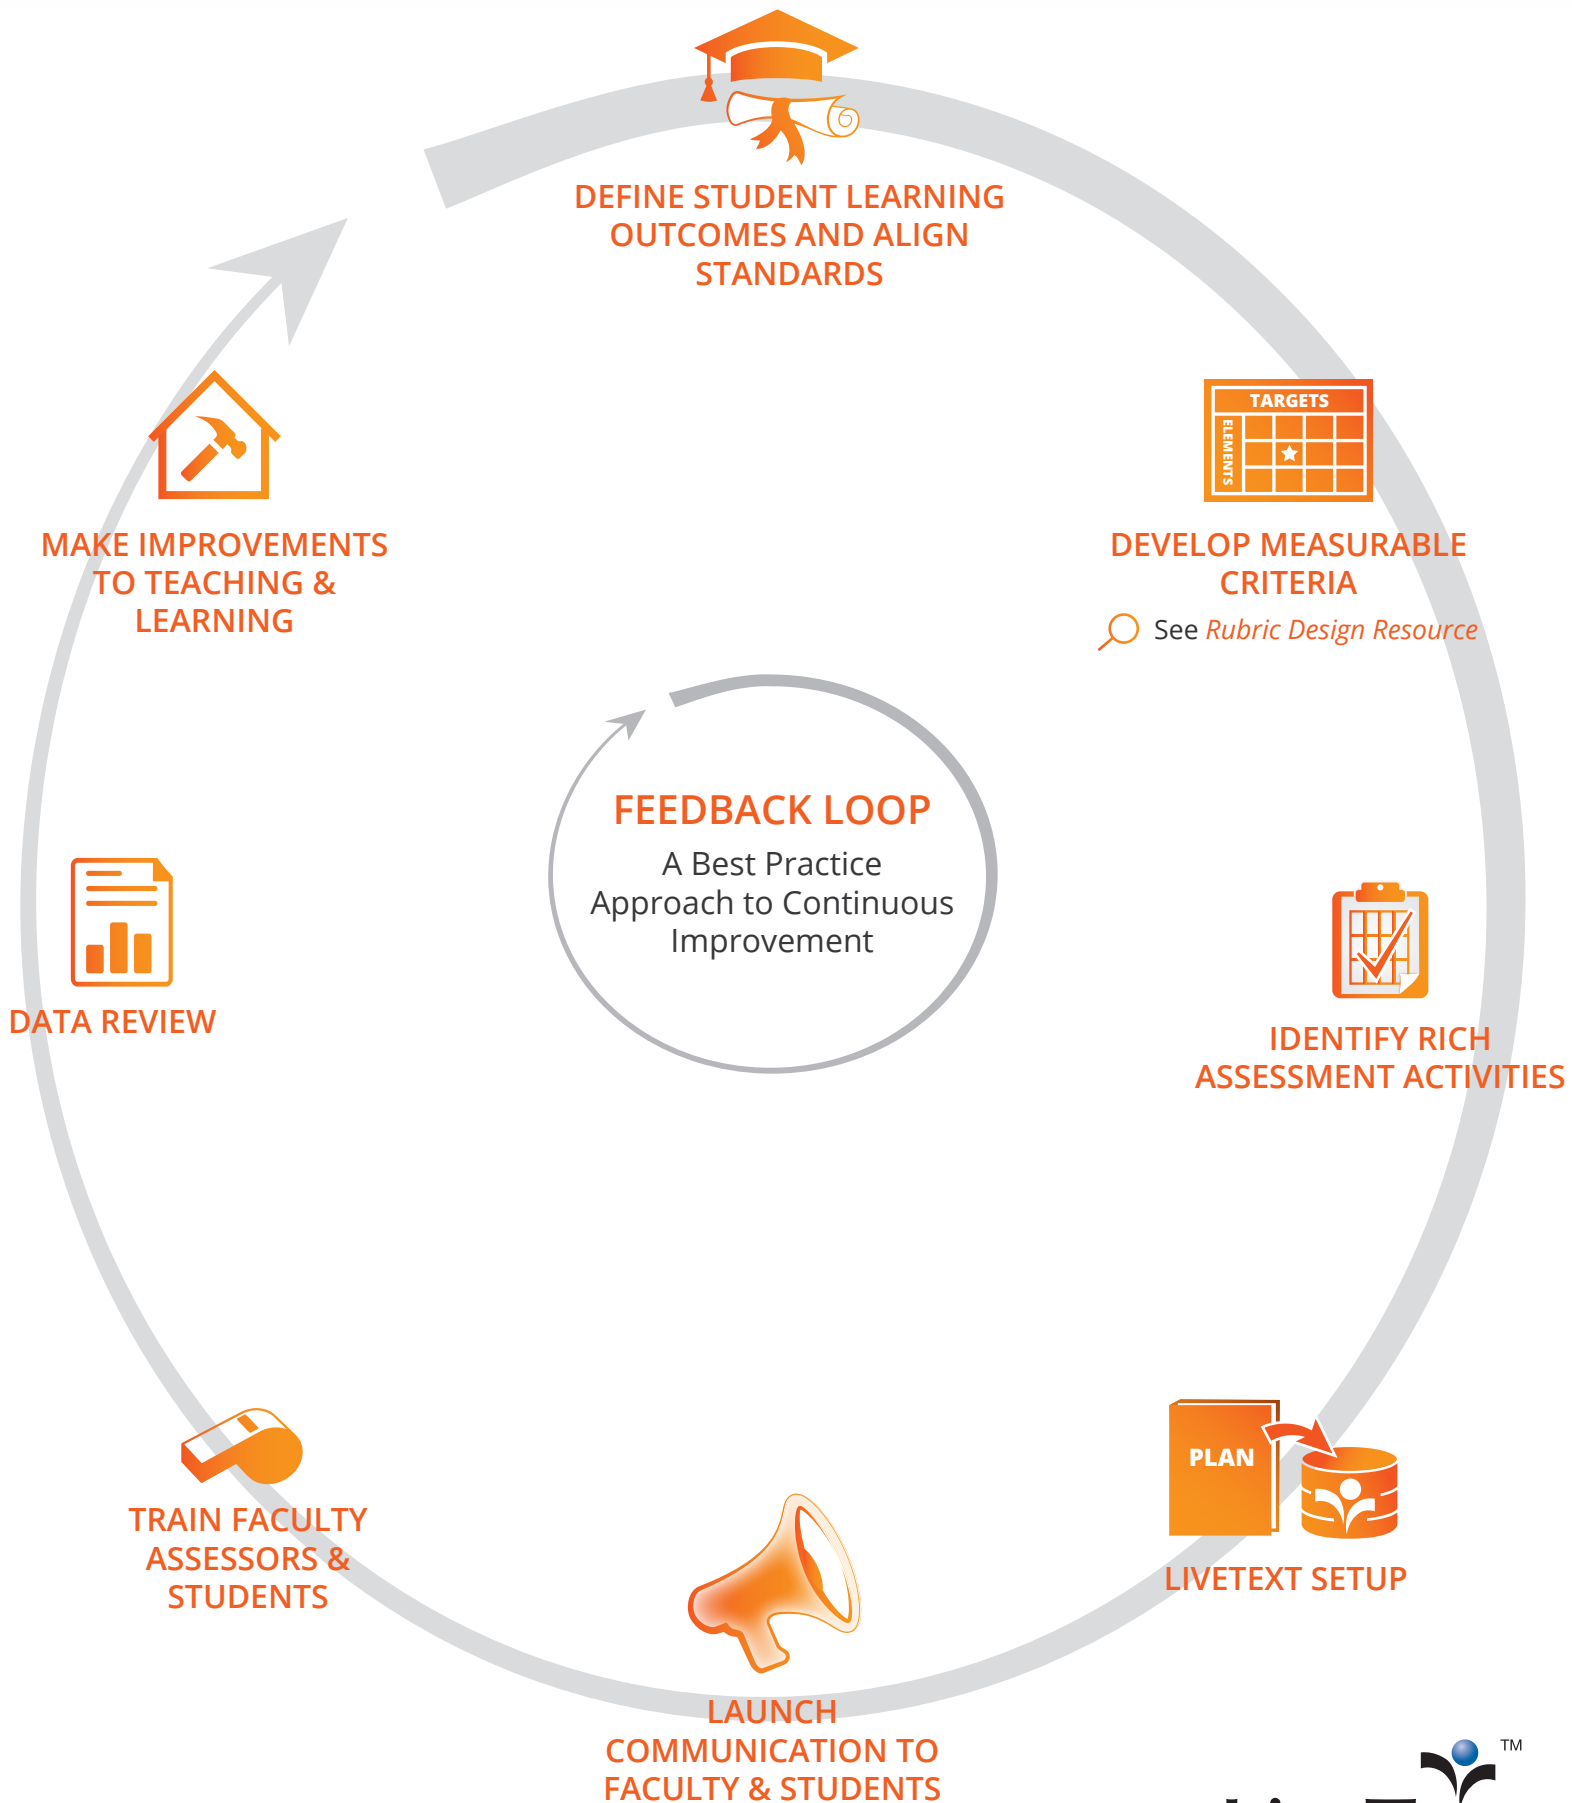 DEFINE STUDENT LEARNING
OUTCOMES AND ALIGN
STANDARDS
TARGETS
ELEMENTS
DEVELOP MEASURABLE
CRITERIA
See Rubric Design Resource
IDENTIFY RICH
ASSESSMENT ACTIVITIES
PLAN
LIVETEXT SETUP
LAUNCH
COMMUNICATION TO
FACULTY & STUDENTS
TRAIN FACULTY
ASSESSORS &
STUDENTS
DATA REVIEW
MAKE IMPROVEMENTS
TO TEACHING &
LEARNING
FEEDBACK LOOP
A Best Practice
Approach to Continuous
Improvement
TM